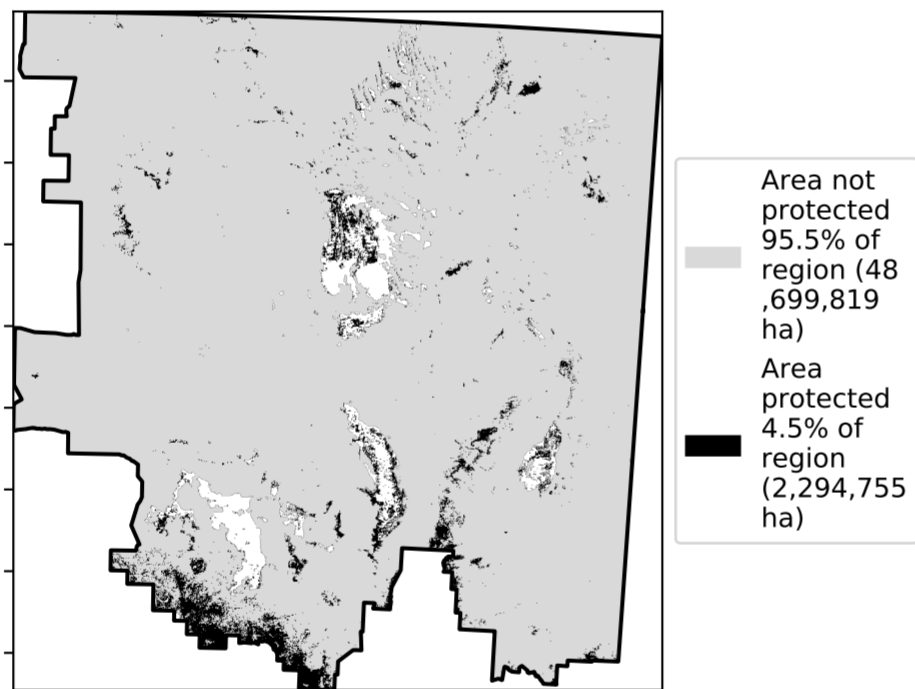 Area not
protected
95.5% of
region (48
,699,819
ha)
Area
protected
4.5% of
region
(2,294,755
ha)